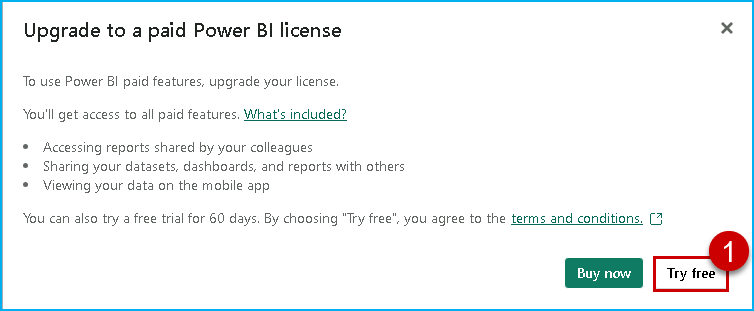 Upgrade to a paid Power BI license
To use Power BI paid features, upgrade your license.
You'll get access to all paid features. What's included?
• Accessing reports shared by your colleagues
• Sharing your datasets, dashboards, and reports with others
• Viewing your data on the mobile app
You can also try a free trial for 60 days. By choosing "Try free", you agree to the terms and conditions.
1
Buy now Try free